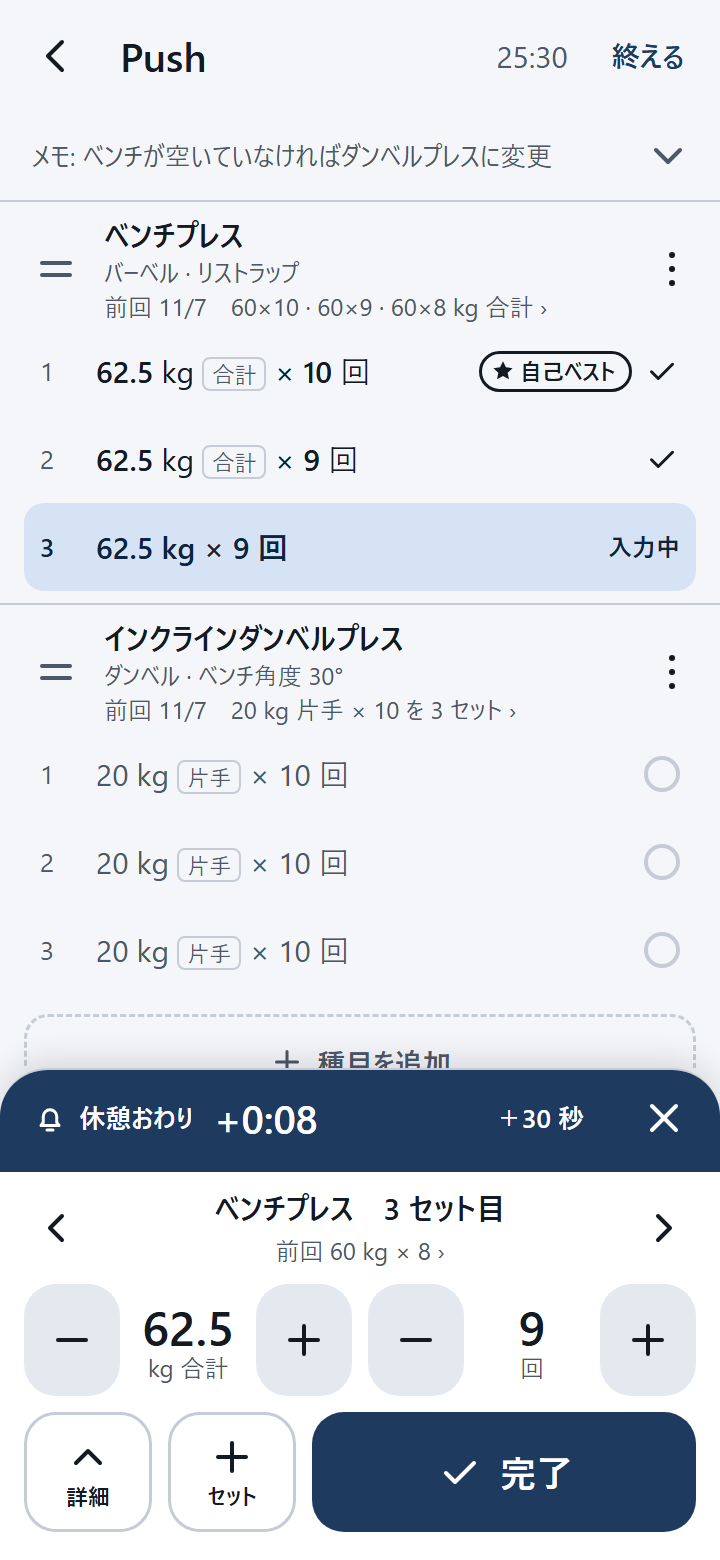 Push 25:30 終える
メモ: ベンチが空いていなければダンベルプレスに変更
ベンチプレス
バーベル · リストラップ
前回 11/7 60×10 · 60×9 · 60×8 kg 合計 ›
1 62.5 kg 合計 × 10 回 ★ 自己ベスト
2 62.5 kg 合計 × 9 回
3 62.5 kg × 9 回 入力中
インクラインダンベルプレス
ダンベル · ベンチ角度 30°
前回 11/7 20 kg 片手 × 10 を 3 セット ›
1 20 kg 片手 × 10 回
2 20 kg 片手 × 10 回
3 20 kg 片手 × 10 回
＋ 種目を追加
休憩おわり +0:08 ＋30 秒
ベンチプレス 3 セット目
前回 60 kg × 8 ›
62.5 9
kg 合計 回
詳細 セット 完了